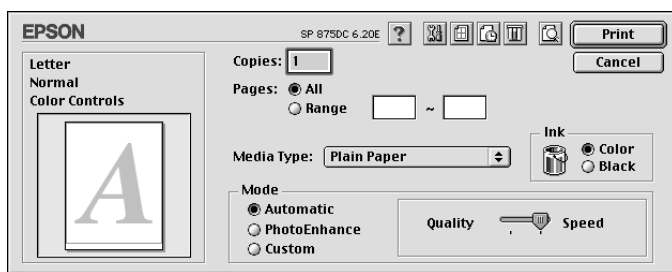 EPSON
SP 875DC 6.20E
?
Print
Cancel
Letter
Normal
Color Controls
A
Copies: 1
Pages: All
Range ~
Media Type: Plain Paper
Ink
Color
Black
Mode
Automatic
PhotoEnhance
Custom
Quality Speed